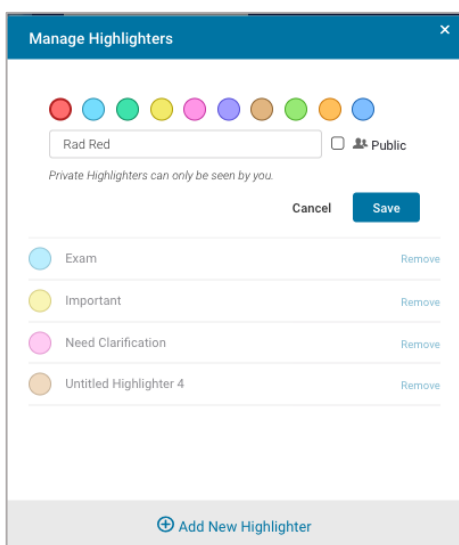 Manage Highlighters
Rad Red
Public
Private Highlighters can only be seen by you.
Cancel Save
Exam Remove
Important Remove
Need Clarification Remove
Untitled Highlighter 4 Remove
Add New Highlighter